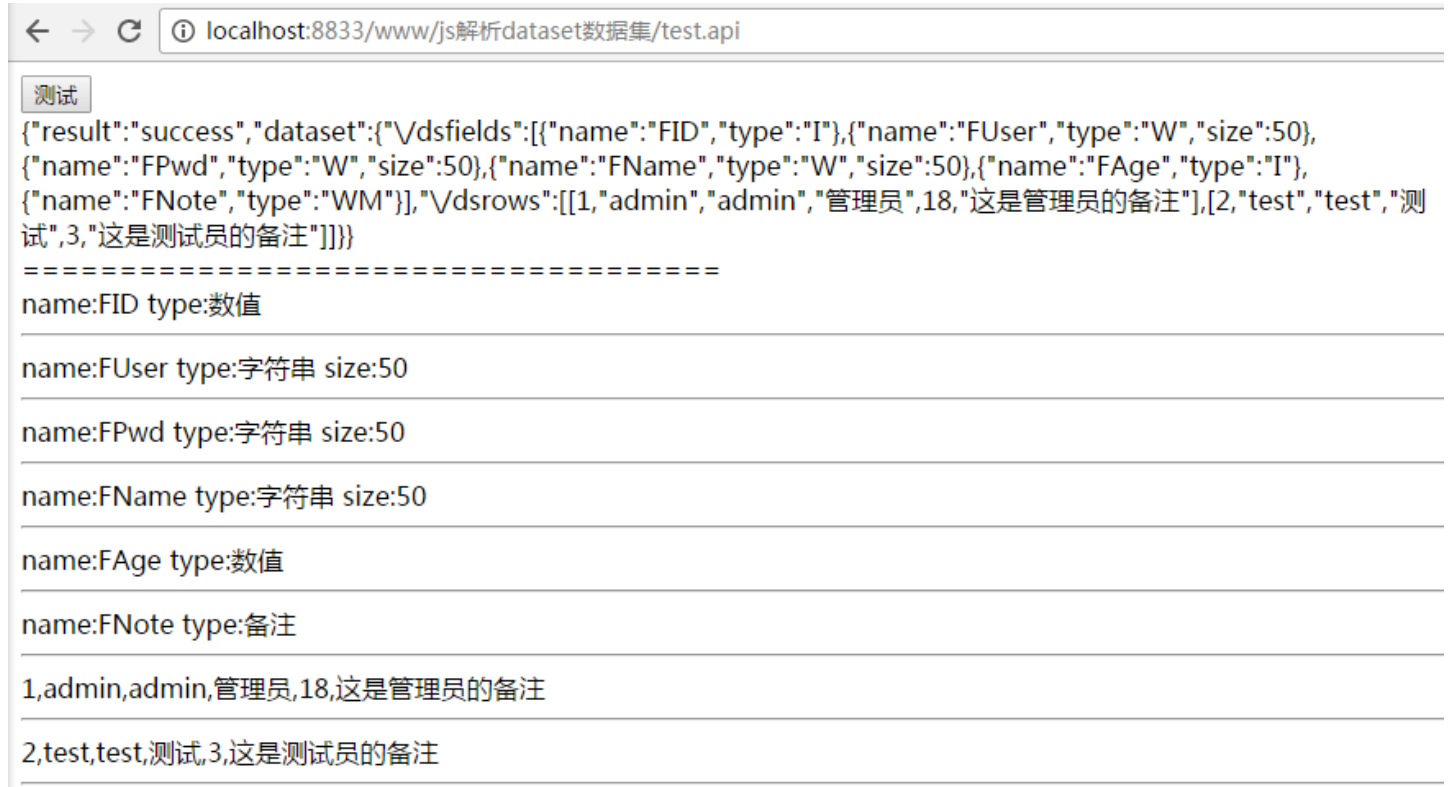 localhost:8833/www/js解析dataset数据集/test.api
测试
{"result":"success","dataset":{"\/dsfields":[{"name":"FID","type":"I"},{"name":"FUser","type":"W","size":50},
{"name":"FPwd","type":"W","size":50},{"name":"FName","type":"W","size":50},{"name":"FAge","type":"I"},
{"name":"FNote","type":"WM"}],"\/dsrows":[[1,"admin","admin","管理员",18,"这是管理员的备注"],[2,"test","test","测
试",3,"这是测试员的备注"]]}}
====================================
name:FID type:数值
name:FUser type:字符串 size:50
name:FPwd type:字符串 size:50
name:FName type:字符串 size:50
name:FAge type:数值
name:FNote type:备注
1,admin,admin,管理员,18,这是管理员的备注
2,test,test,测试,3,这是测试员的备注